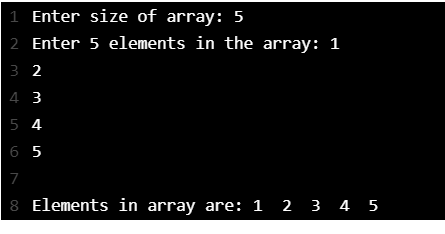 1 Enter size of array: 5
2 Enter 5 elements in the array: 1
3 2
4 3
5 4
6 5
7
8 Elements in array are: 1  2  3  4  5